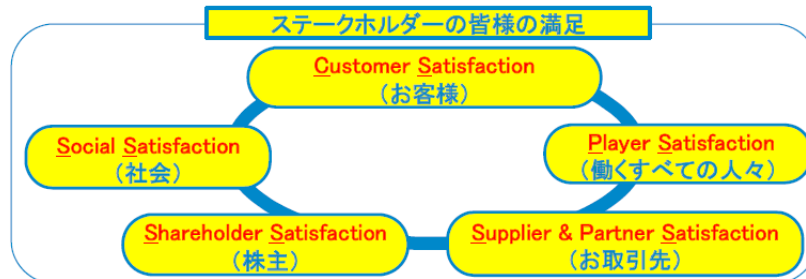 ステークホルダーの皆様の満足
Customer Satisfaction
（お客様）
Social Satisfaction
（社会）
Player Satisfaction
（働くすべての人々）
Shareholder Satisfaction
（株主）
Supplier & Partner Satisfaction
（お取引先）